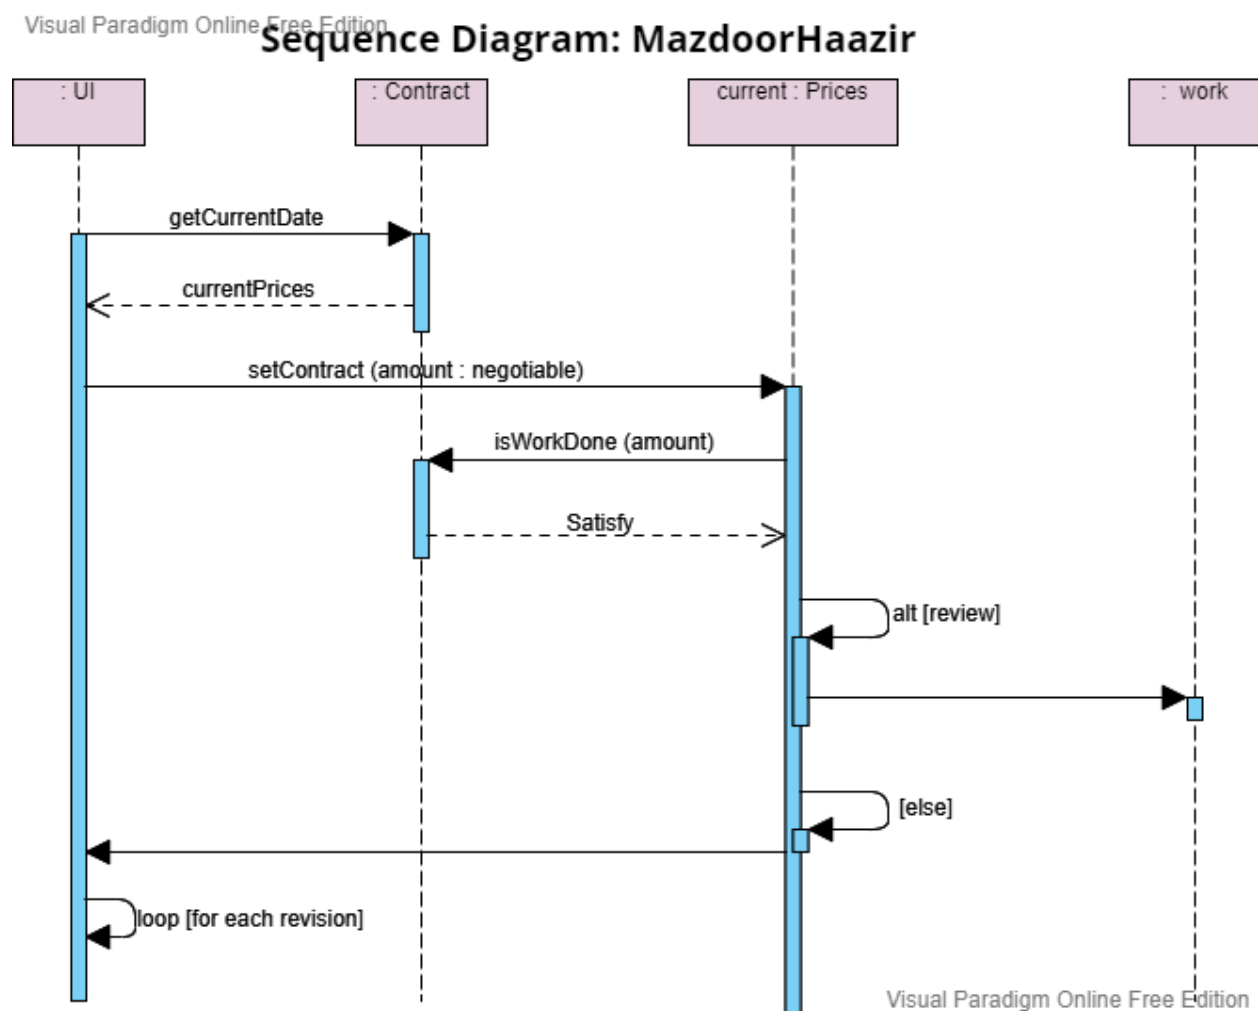 Visual Paradigm Online Free Edition
Sequence Diagram: MazdoorHaazir
: UI
: Contract
current : Prices
: work
getCurrentDate
currentPrices
setContract (amount : negotiable)
isWorkDone (amount)
Satisfy
alt [review]
[else]
loop [for each revision]
Visual Paradigm Online Free Edition